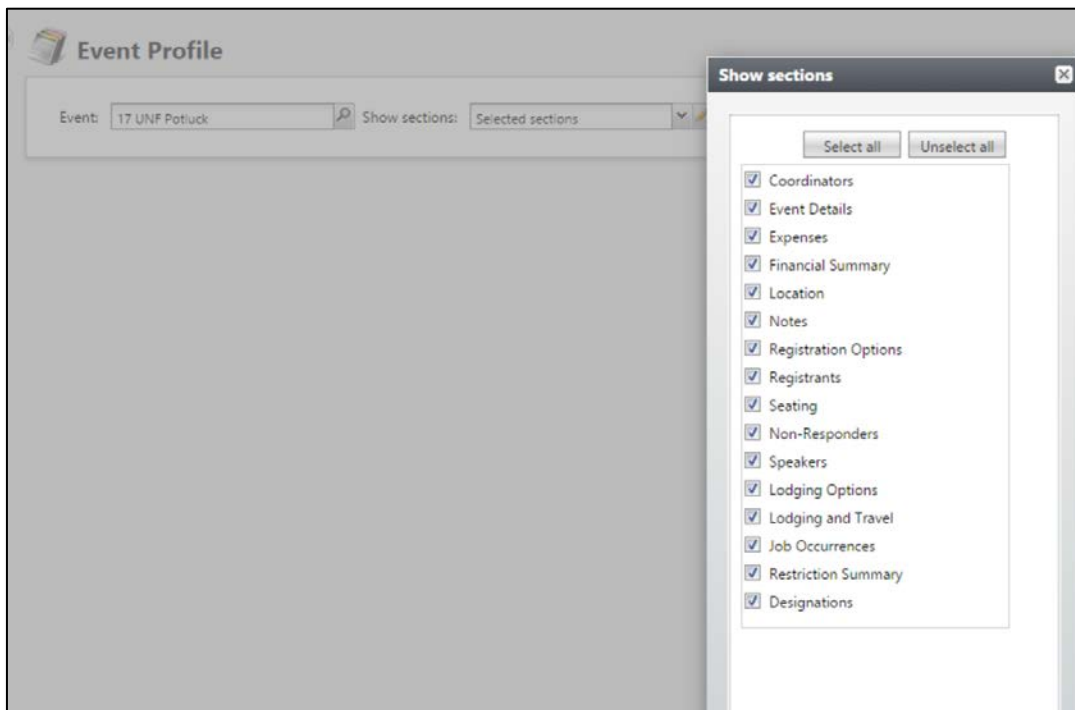 Event Profile
Event: 17 UNF Potluck Show sections: Selected sections
Show sections
Select all Unselect all
Coordinators
Event Details
Expenses
Financial Summary
Location
Notes
Registration Options
Registrants
Seating
Non-Responders
Speakers
Lodging Options
Lodging and Travel
Job Occurrences
Restriction Summary
Designations